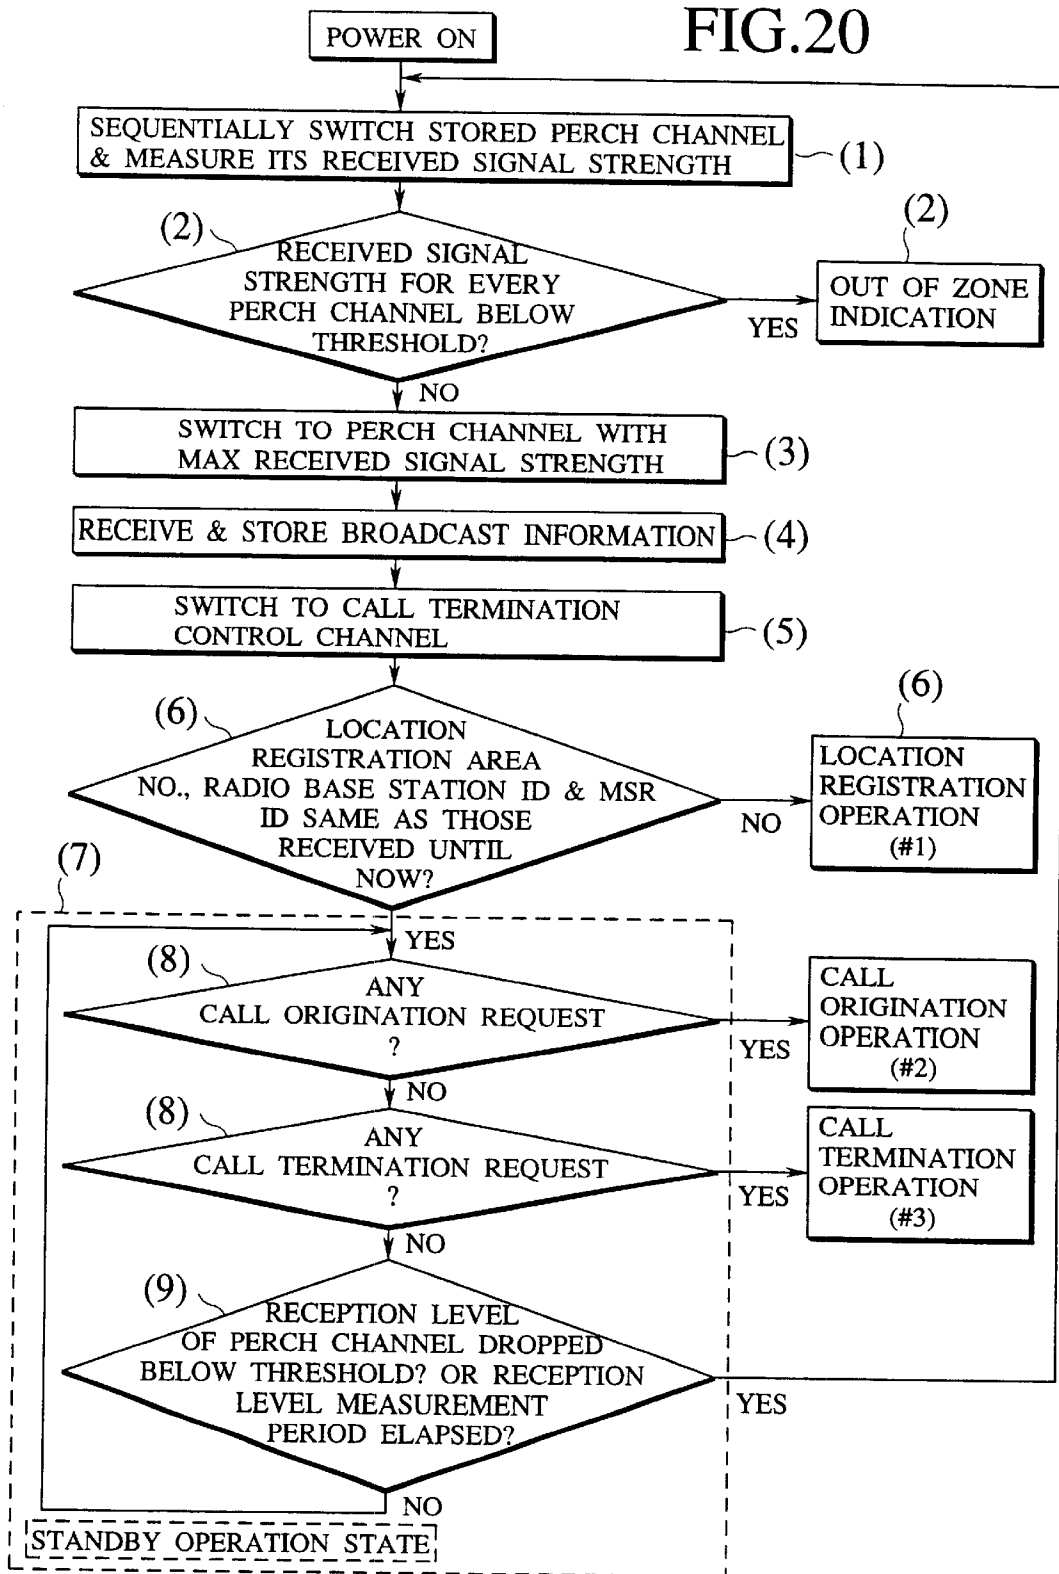 FIG.20
POWER ON
SEQUENTIALLY SWITCH STORED PERCH CHANNEL
& MEASURE ITS RECEIVED SIGNAL STRENGTH
(1)
(2)
RECEIVED SIGNAL
STRENGTH FOR EVERY
PERCH CHANNEL BELOW
THRESHOLD?
YES
(2)
OUT OF ZONE
INDICATION
NO
SWITCH TO PERCH CHANNEL WITH
MAX RECEIVED SIGNAL STRENGTH
(3)
RECEIVE & STORE BROADCAST INFORMATION
(4)
SWITCH TO CALL TERMINATION
CONTROL CHANNEL
(5)
(6)
LOCATION
REGISTRATION AREA
NO., RADIO BASE STATION ID & MSR
ID SAME AS THOSE
RECEIVED UNTIL
NOW?
NO
(6)
LOCATION
REGISTRATION
OPERATION
(#1)
(7)
YES
(8)
ANY
CALL ORIGINATION REQUEST
?
YES
CALL
ORIGINATION
OPERATION
(#2)
NO
(8)
ANY
CALL TERMINATION REQUEST
?
YES
CALL
TERMINATION
OPERATION
(#3)
NO
(9)
RECEPTION LEVEL
OF PERCH CHANNEL DROPPED
BELOW THRESHOLD? OR RECEPTION
LEVEL MEASUREMENT
PERIOD ELAPSED?
YES
NO
STANDBY OPERATION STATE